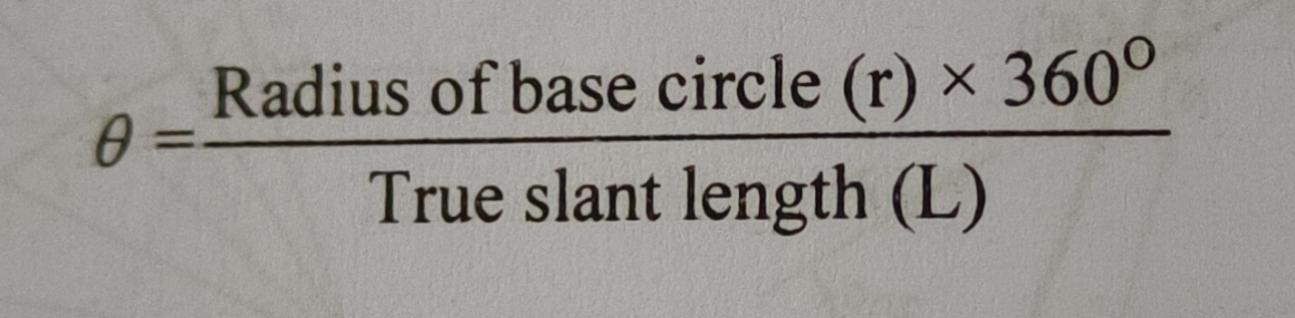 Radius of base circle (r) × 360°
θ =
True slant length (L)